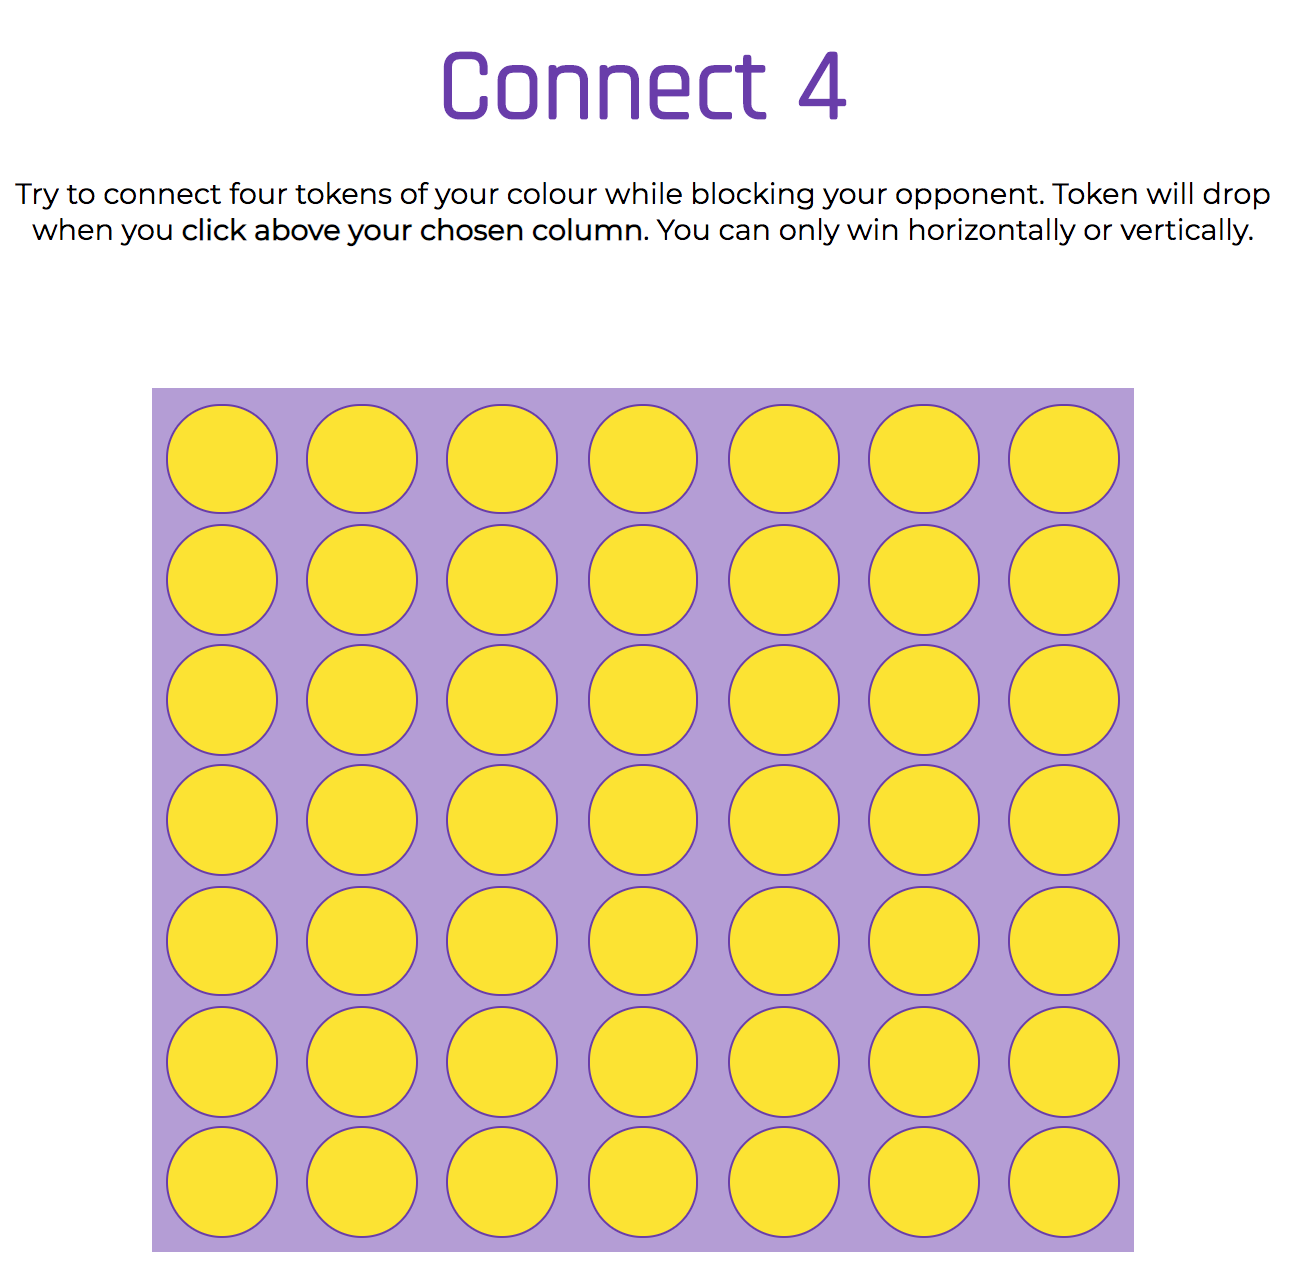 Connect 4
Try to connect four tokens of your colour while blocking your opponent. Token will drop
when you click above your chosen column. You can only win horizontally or vertically.